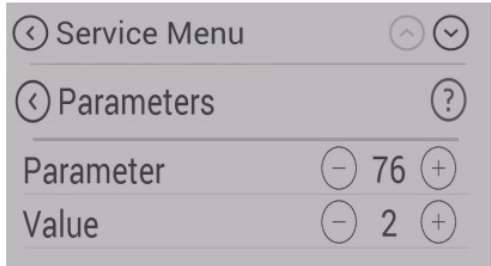 Service Menu
Parameters ?
Parameter - 76 +
Value - 2 +